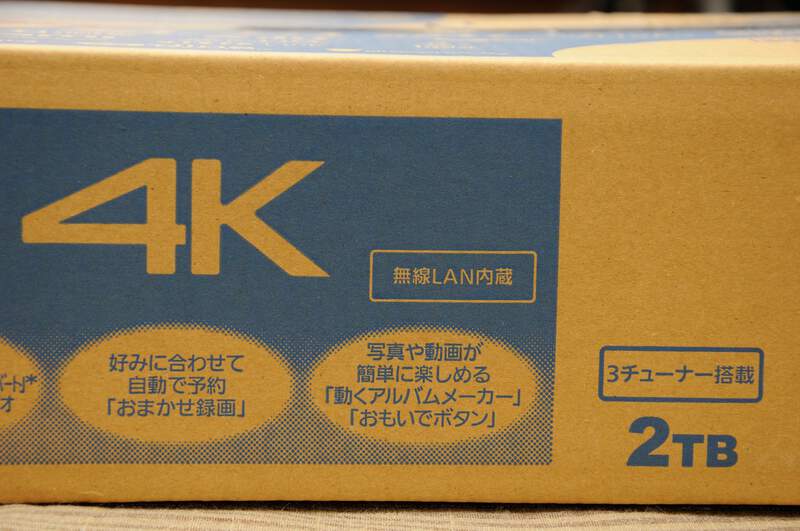 4K
無線LAN内蔵
好みに合わせて
自動で予約
「おまかせ録画」
写真や動画が
簡単に楽しめる
「動くアルバムメーカー」
「おもいでボタン」
3チューナー搭載
2TB